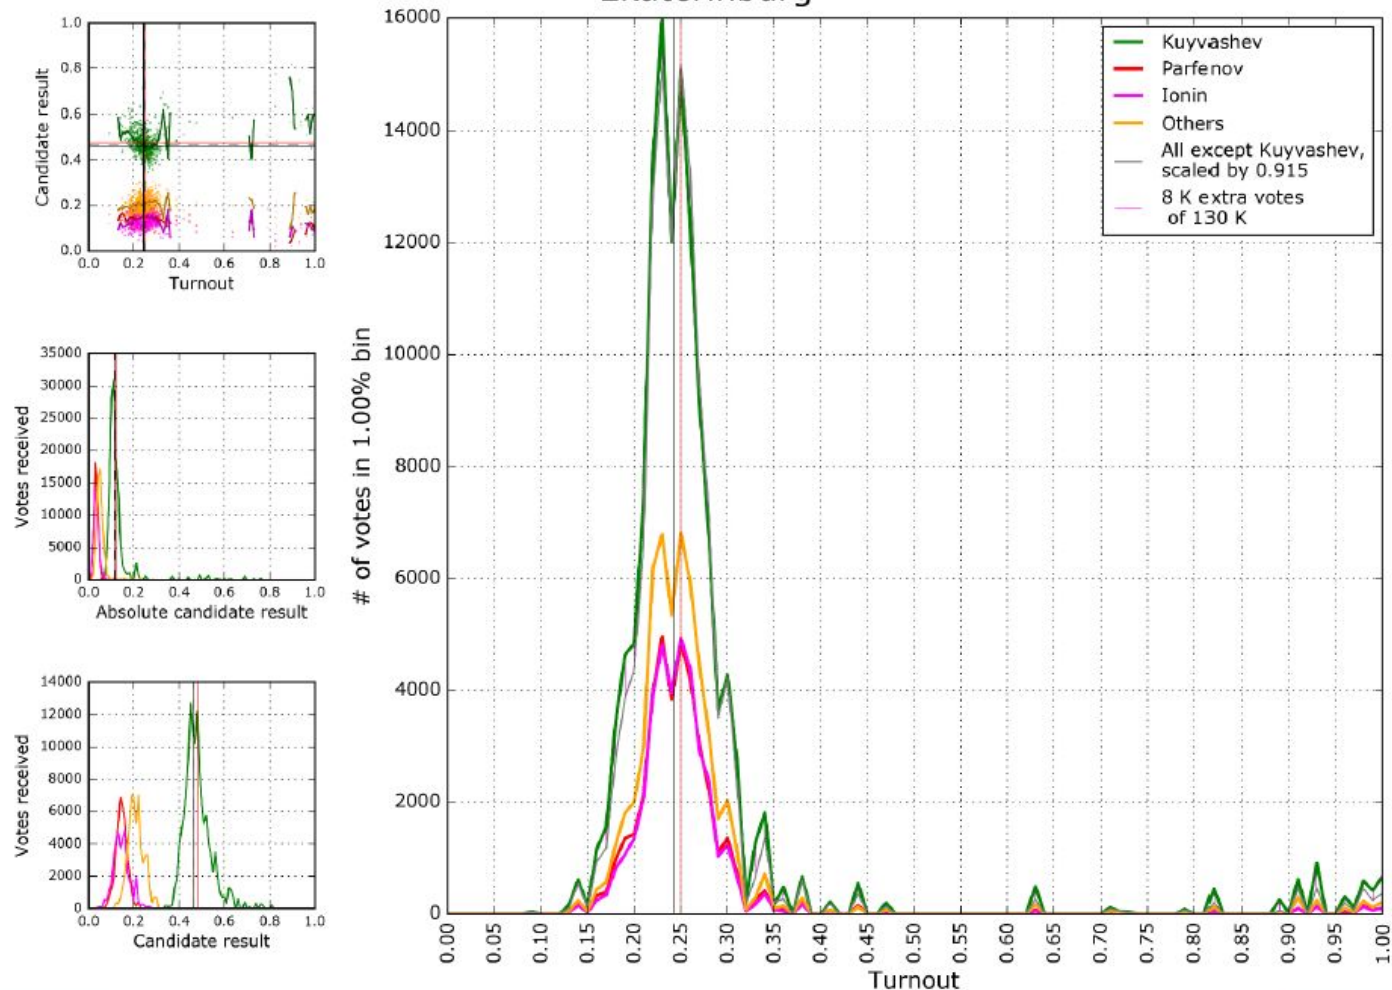 Ekaterinburg
1.0
0.8
0.6
0.4
0.2
0.0
Candidate result
0.0 0.2 0.4 0.6 0.8 1.0
Turnout
35000
30000
25000
20000
15000
10000
5000
0
Votes received
0.0 0.2 0.4 0.6 0.8 1.0
Absolute candidate result
14000
12000
10000
8000
6000
4000
2000
0
Votes received
0.0 0.2 0.4 0.6 0.8 1.0
Candidate result
16000
14000
12000
10000
8000
6000
4000
2000
0
# of votes in 1.00% bin
0.00 0.05 0.10 0.15 0.20 0.25 0.30 0.35 0.40 0.45 0.50 0.55 0.60 0.65 0.70 0.75 0.80 0.85 0.90 0.95 1.00
Turnout
Kuyvashev
Parfenov
Ionin
Others
All except Kuyvashev,
scaled by 0.915
8 K extra votes
of 130 K